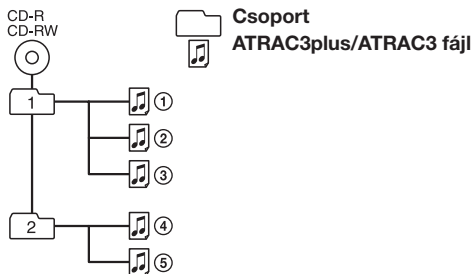 CD-R
CD-RW
Csoport
ATRAC3plus/ATRAC3 fájl
1
①
②
③
2
④
⑤